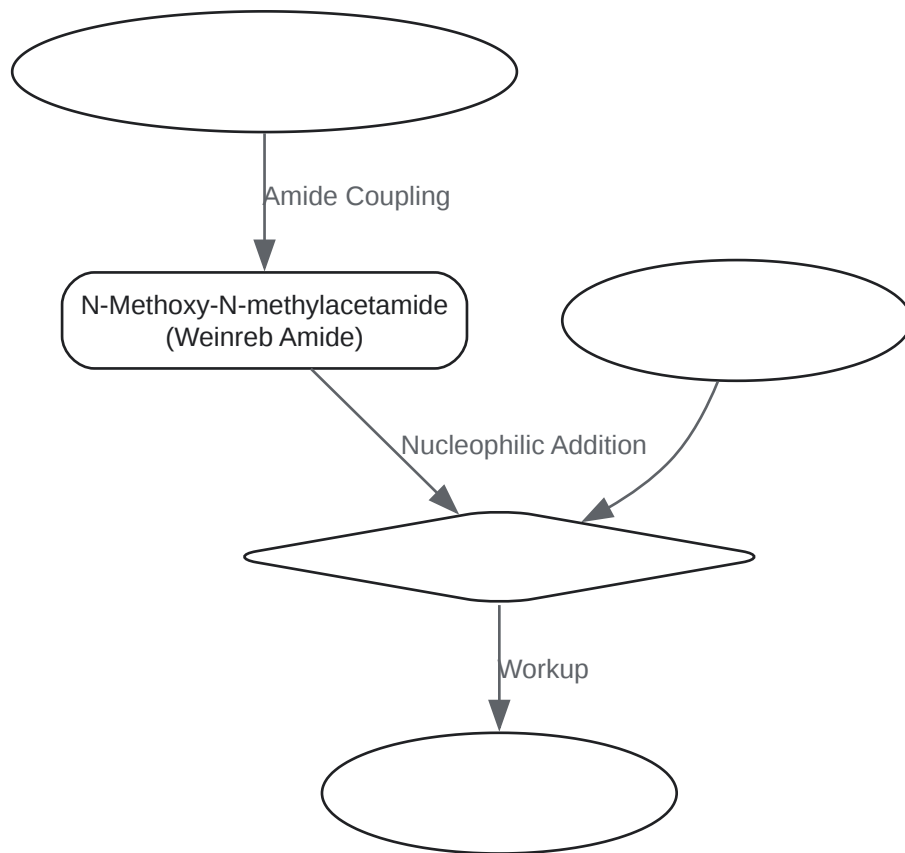 Amide Coupling
N-Methoxy-N-methylacetamide
(Weinreb Amide)
Nucleophilic Addition
Workup